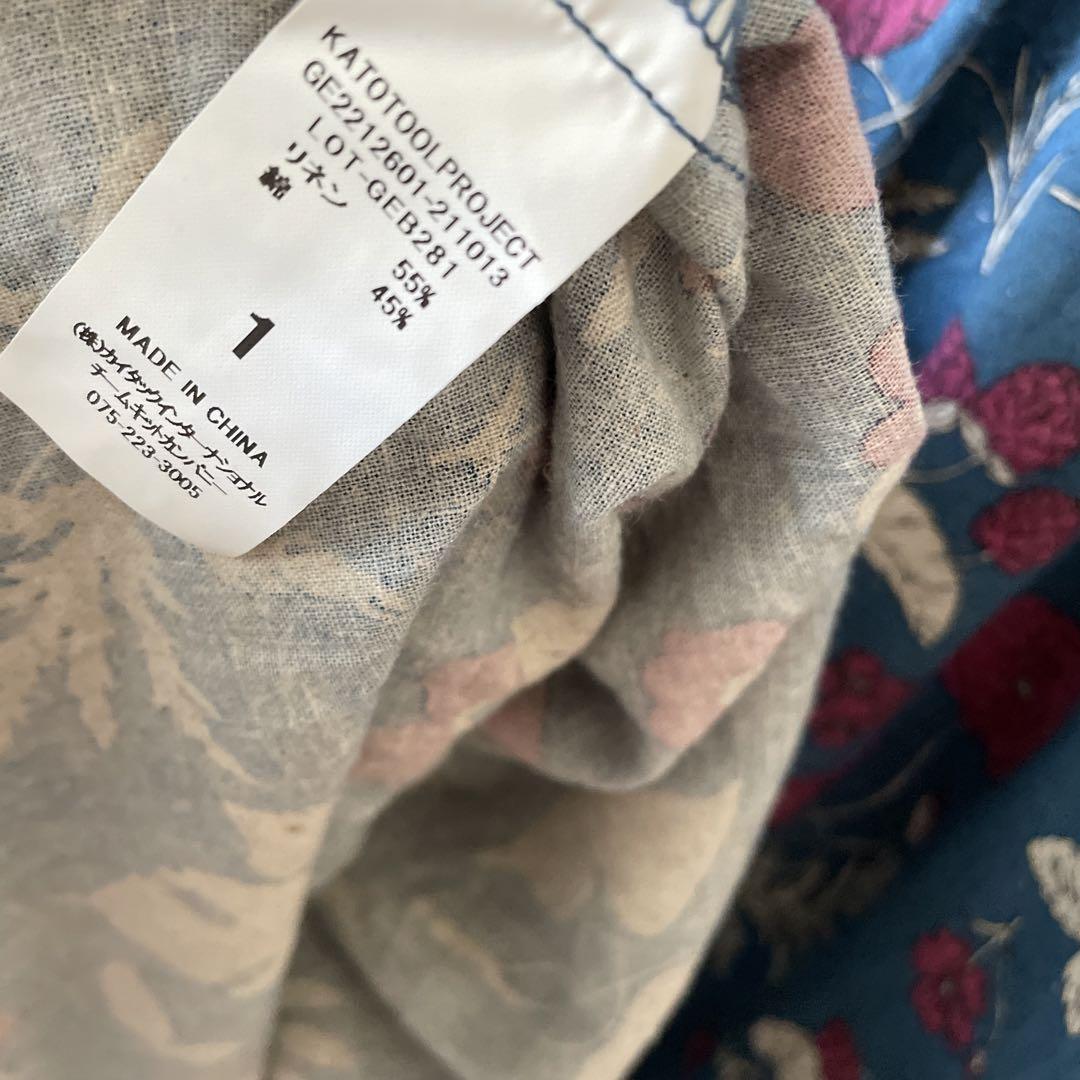 KATOTOOLPROJECT
GE2212601-211013
LOT-GEB281
リネン 55%
綿 45%
1
MADE IN CHINA
(株)カイタックインターナショナル
チームキットカンパニー
075-223-3005